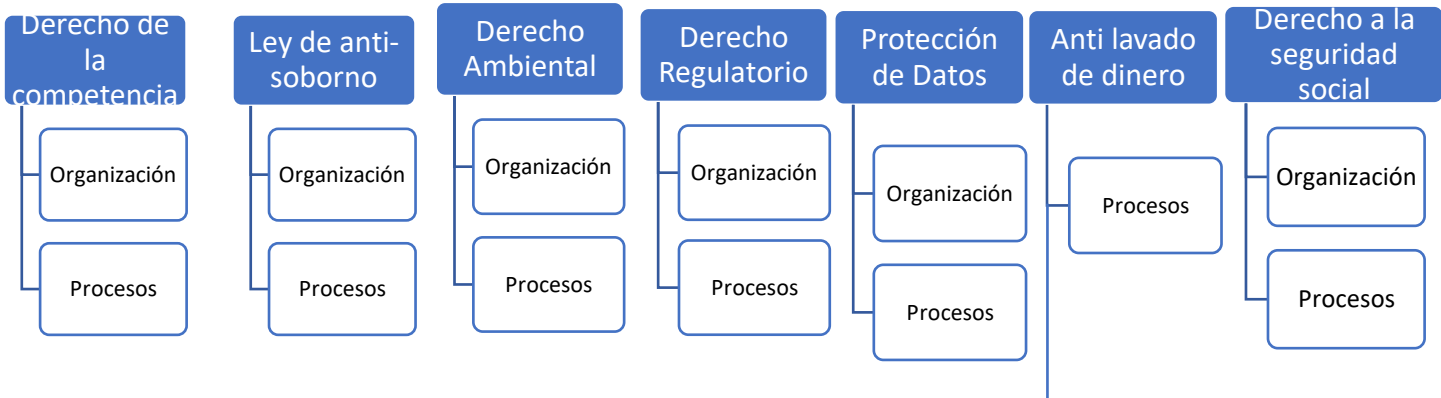 Derecho de
la
competencia
Organización
Procesos
Ley de anti-
soborno
Organización
Procesos
Derecho
Ambiental
Organización
Procesos
Derecho
Regulatorio
Organización
Procesos
Protección
de Datos
Organización
Procesos
Anti lavado
de dinero
Procesos
Derecho a la
seguridad
social
Organización
Procesos